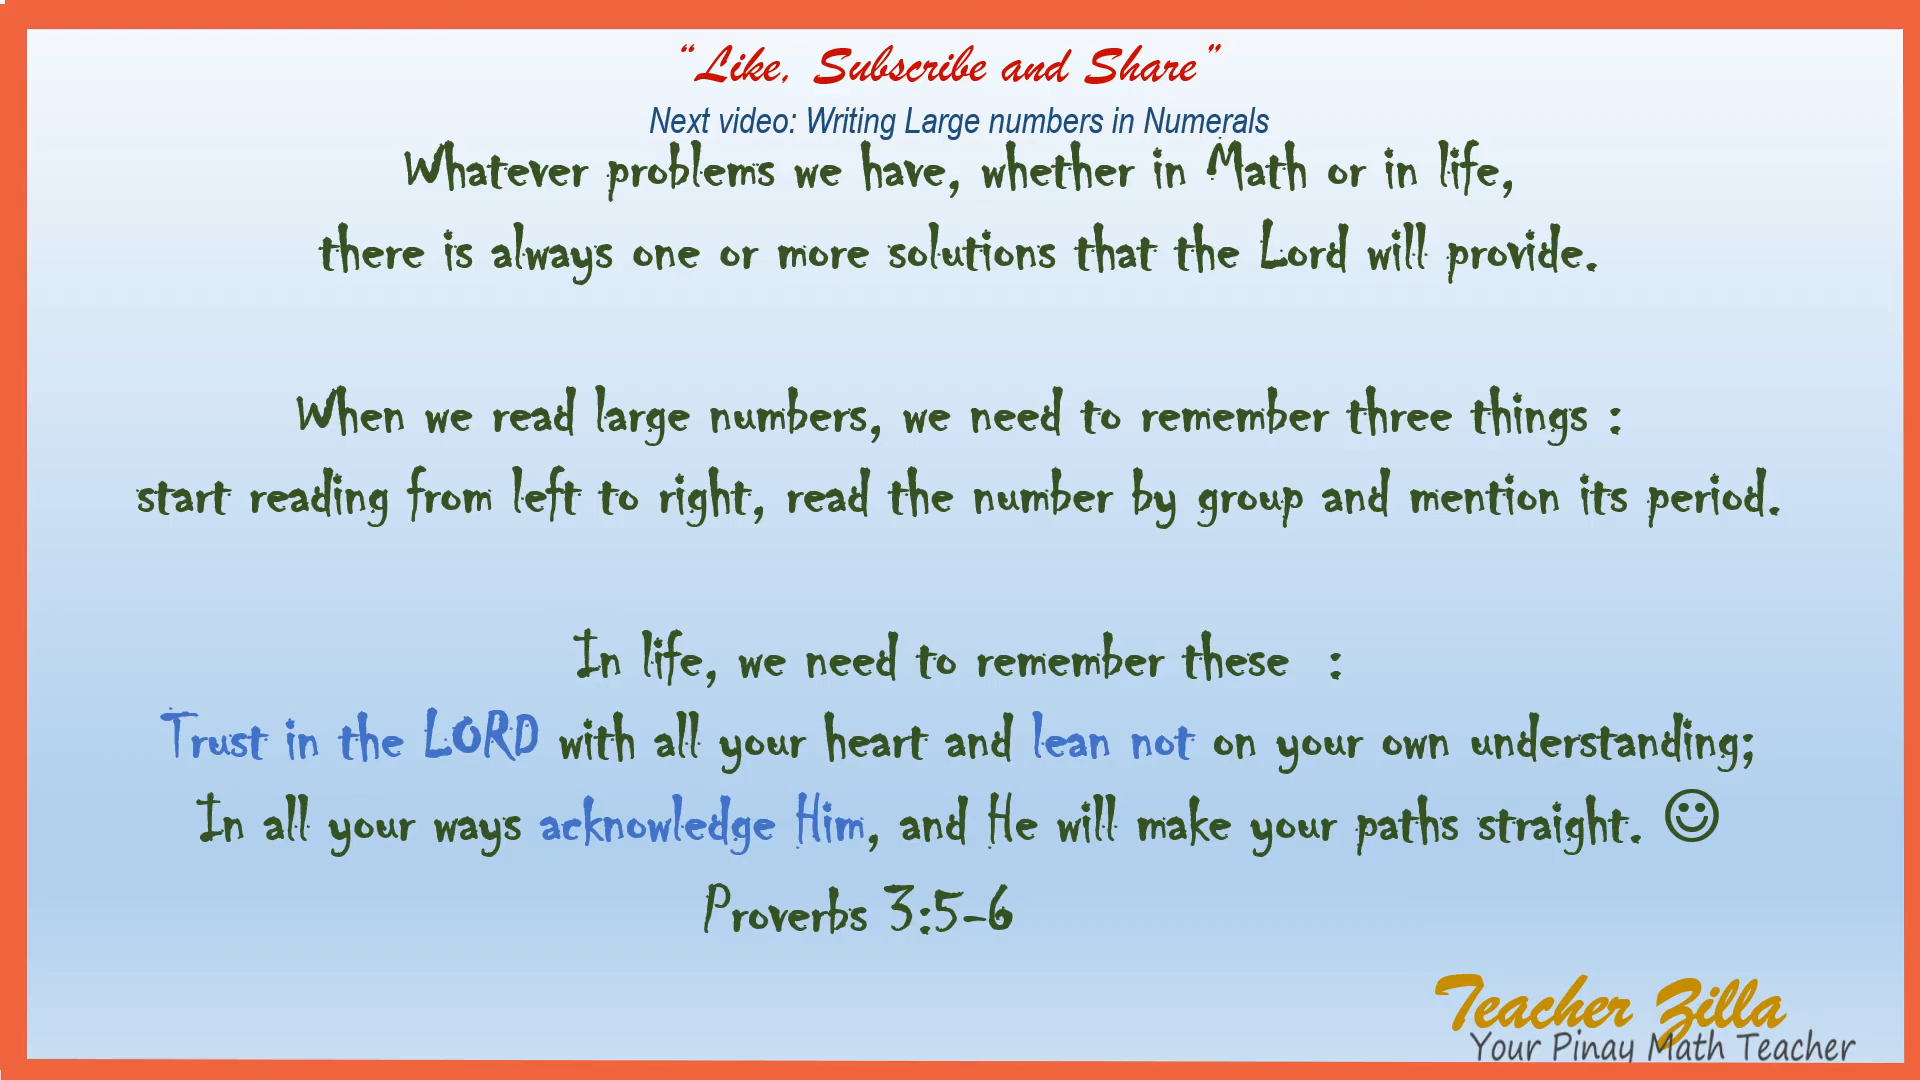 “Like, Subscribe and Share”
Next video: Writing Large numbers in Numerals
Whatever problems we have, whether in Math or in life,
there is always one or more solutions that the Lord will provide.
When we read large numbers, we need to remember three things :
start reading from left to right, read the number by group and mention its period.
In life, we need to remember these :
Trust in the LORD with all your heart and lean not on your own understanding;
In all your ways acknowledge Him, and He will make your paths straight. ☺
Proverbs 3:5-6
Teacher Zilla
Your Pinay Math Teacher